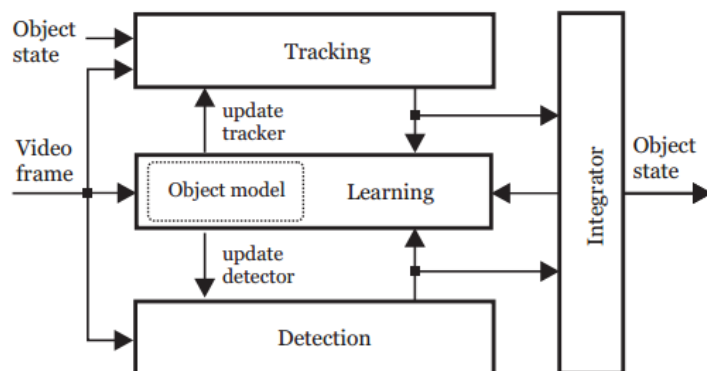 Object
state
Tracking
update
tracker
Video
frame
Object model
Learning
Integrator
Object
state
update
detector
Detection